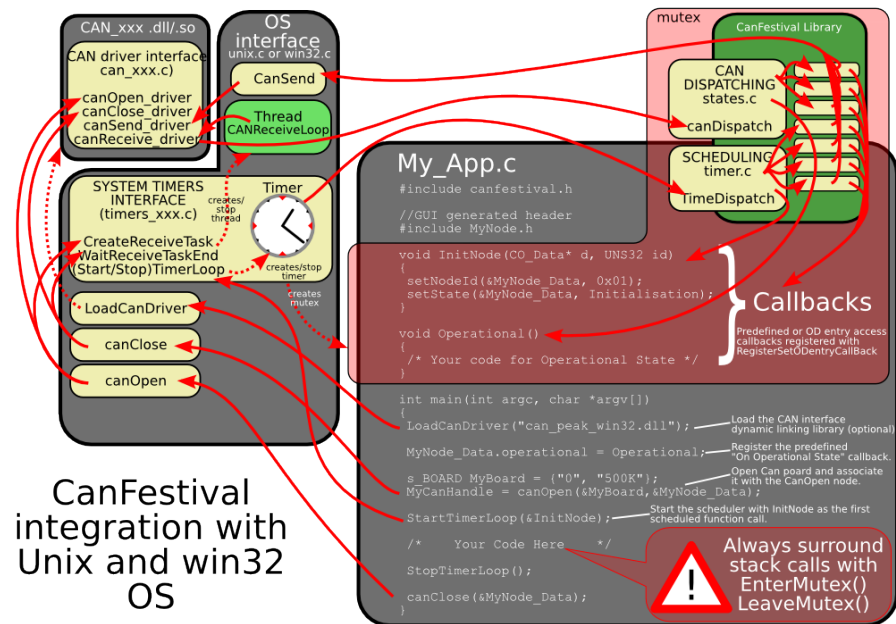 CAN_xxx .dll/.so
CAN driver interface
can_xxx.c)
canOpen_driver
canClose_driver
canSend_driver
canReceive_driver
OS
interface
unix.c or win32.c
CanSend
Thread
CANReceiveLoop
SYSTEM TIMERS
INTERFACE
(timers_xxx.c)
creates/
stop
thread
Timer
CreateReceiveTask
WaitReceiveTaskEnd
(Start/Stop)TimerLoop
creates/stop
timer
creates
mutex
LoadCanDriver
canClose
canOpen
CanFestival
integration with
Unix and win32
OS
mutex
CanFestival Library
CAN
DISPATCHING
states.c
canDispatch
SCHEDULING
timer.c
TimeDispatch
My_App.c
#include canfestival.h
//GUI generated header
#include MyNode.h
void InitNode(CO_Data* d, UNS32 id)
{
setNodeId(&MyNode_Data, 0x01);
setState(&MyNode_Data, Initialisation);
}
void Operational()
{
/* Your code for Operational State */
}
}
Callbacks
Predefined or OD entry access
callbacks registered with
RegisterSetODentryCallBack
int main(int argc, char *argv[])
{
LoadCanDriver("can_peak_win32.dll");
Load the CAN interface
dynamic linking library (optional)
MyNode_Data.operational = Operational;
Register the predefined
"On Operational State" callback.
s_BOARD MyBoard = {"0", "500K"};
MyCanHandle = canOpen(&MyBoard,&MyNode_Data);
Open Can poard and associate
it with the CanOpen node.
StartTimerLoop(&InitNode);
Start the scheduler with InitNode as the first
scheduled function call.
/* Your Code Here */
StopTimerLoop();
canClose(&MyNode_Data);
}
!
Always surround
stack calls with
EnterMutex()
LeaveMutex()